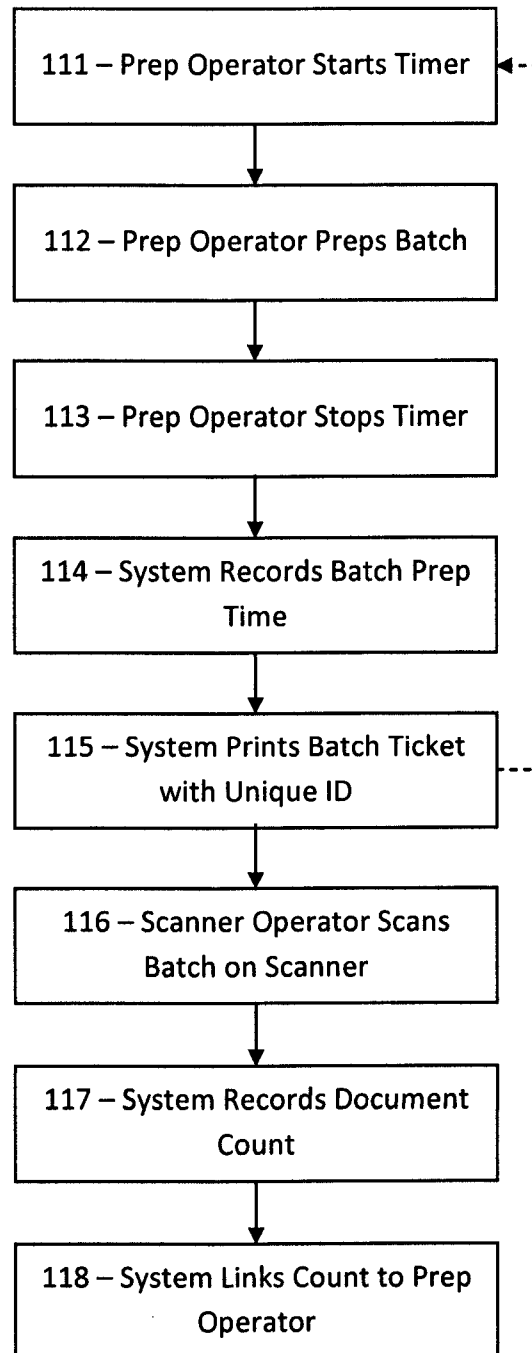 111 – Prep Operator Starts Timer
112 – Prep Operator Preps Batch
113 – Prep Operator Stops Timer
114 – System Records Batch Prep
Time
115 – System Prints Batch Ticket
with Unique ID
116 – Scanner Operator Scans
Batch on Scanner
117 – System Records Document
Count
118 – System Links Count to Prep
Operator